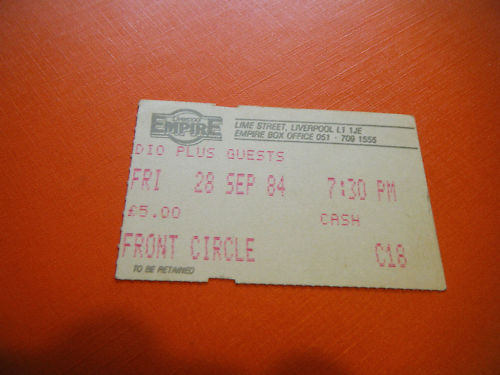 LIVERPOOL
EMPIRE
LIME STREET, LIVERPOOL L1 1JE
EMPIRE BOX OFFICE 051 - 709 1555
DIO PLUS GUESTS
FRI 28 SEP 84 7:30 PM
£5.00 CASH
FRONT CIRCLE C18
TO BE RETAINED